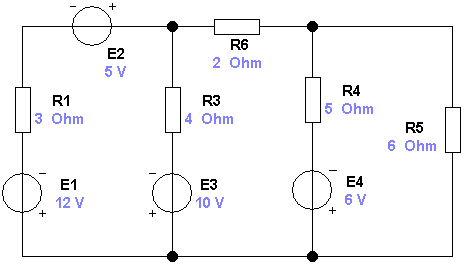 − +
E2
5 V
R6
2 Ohm
R1
3 Ohm
R3
4 Ohm
R4
5 Ohm
R5
6 Ohm
−
E1
12 V
+
−
E3
10 V
+
−
E4
6 V
+